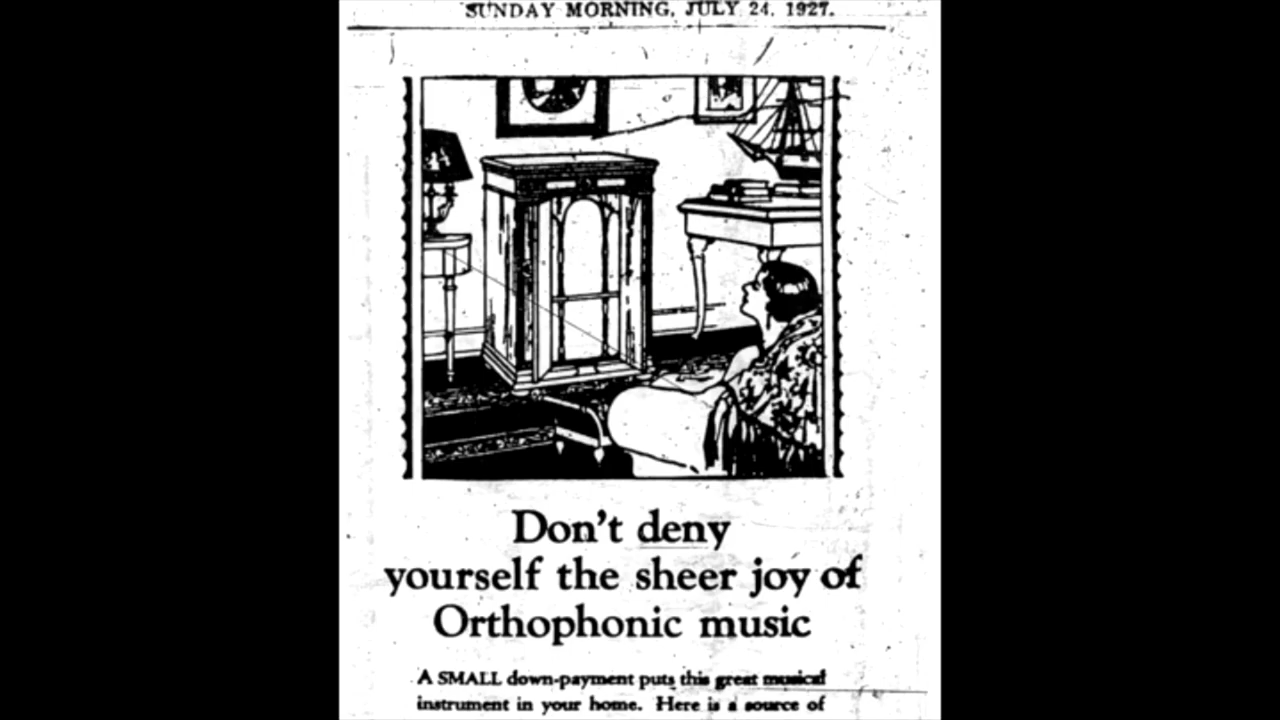 SUNDAY MORNING, JULY 24, 1927.
Don't deny
yourself the sheer joy of
Orthophonic music
A SMALL down-payment puts this great musical
instrument in your home. Here is a source of